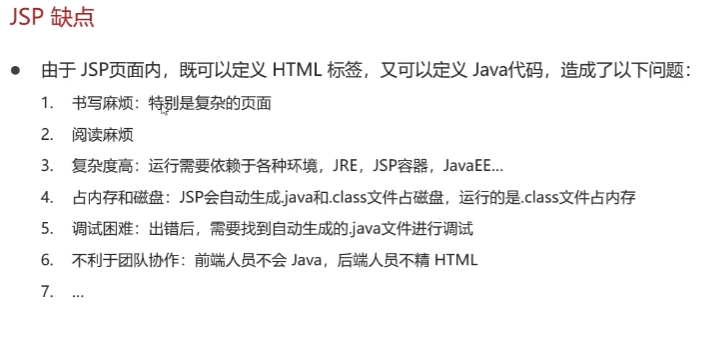 JSP 缺点
● 由于 JSP页面内，既可以定义 HTML 标签，又可以定义 Java代码，造成了以下问题：
1. 书写麻烦：特别是复杂的页面
2. 阅读麻烦
3. 复杂度高：运行需要依赖于各种环境，JRE，JSP容器，JavaEE...
4. 占内存和磁盘：JSP会自动生成.java和.class文件占磁盘，运行的是.class文件占内存
5. 调试困难：出错后，需要找到自动生成的.java文件进行调试
6. 不利于团队协作：前端人员不会 Java，后端人员不精 HTML
7. ...